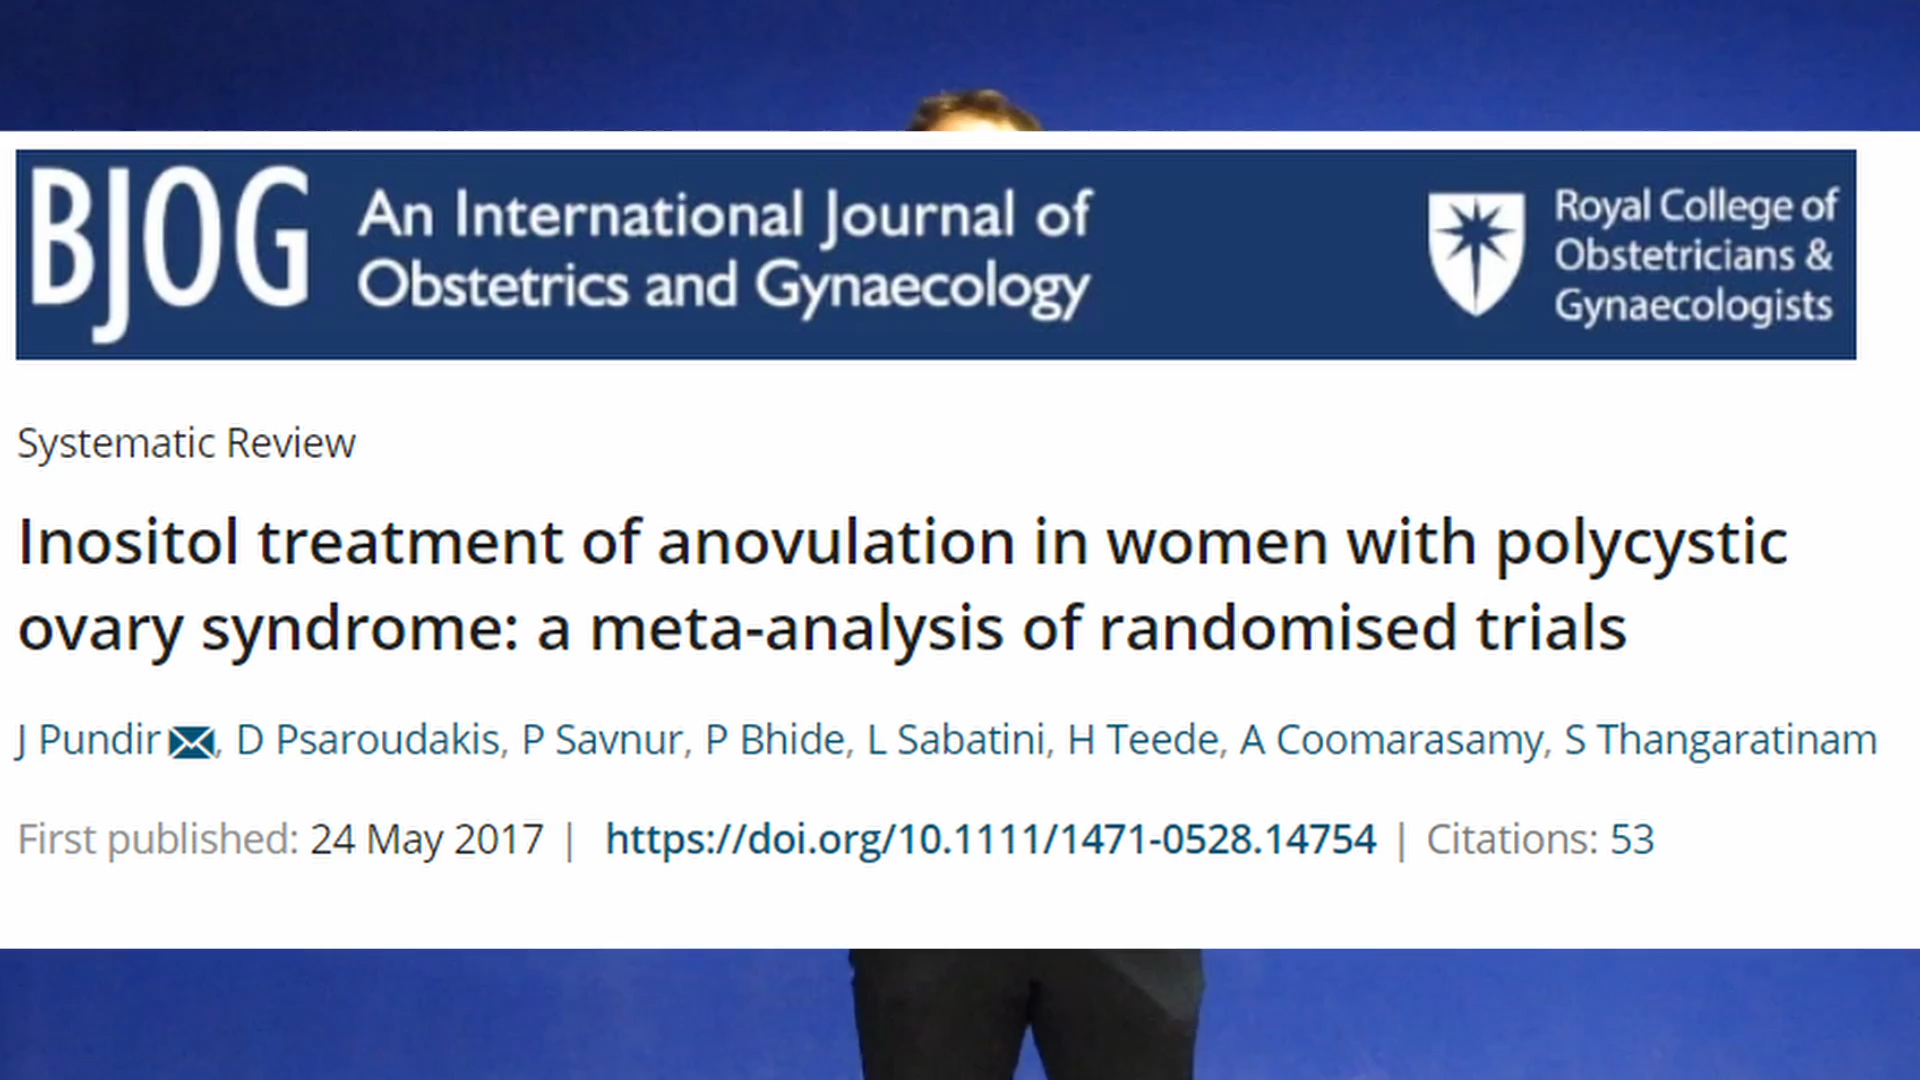 BJOG
An International Journal of
Obstetrics and Gynaecology
Royal College of
Obstetricians &
Gynaecologists
Systematic Review
Inositol treatment of anovulation in women with polycystic
ovary syndrome: a meta-analysis of randomised trials
J Pundir, D Psaroudakis, P Savnur, P Bhide, L Sabatini, H Teede, A Coomarasamy, S Thangaratinam
First published: 24 May 2017 | https://doi.org/10.1111/1471-0528.14754 | Citations: 53